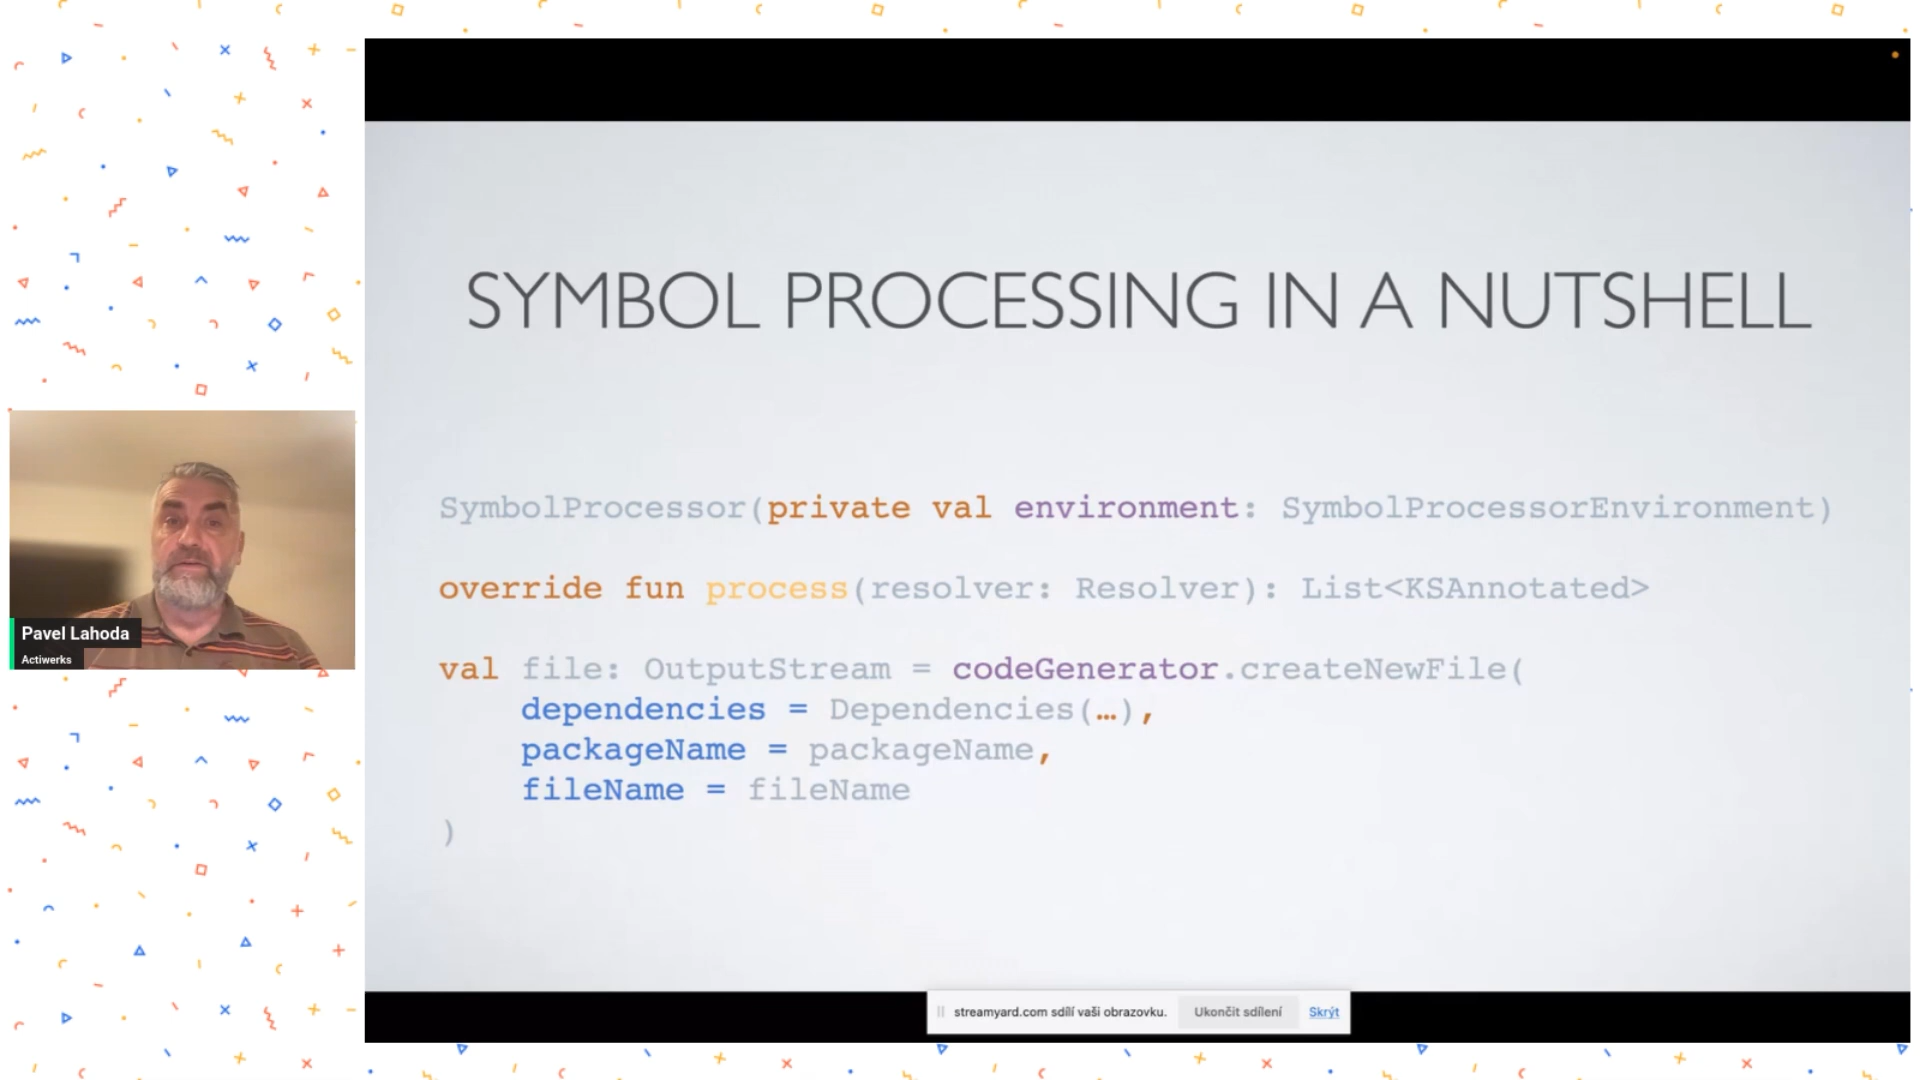 SYMBOL PROCESSING IN A NUTSHELL
SymbolProcessor(private val environment: SymbolProcessorEnvironment)
override fun process(resolver: Resolver): List<KSAnnotated>
val file: OutputStream = codeGenerator.createNewFile(
dependencies = Dependencies(…),
packageName = packageName,
fileName = fileName
)
Pavel Lahoda
Actiwerks
streamyard.com sdílí vaši obrazovku.
Ukončit sdílení
Skrýt